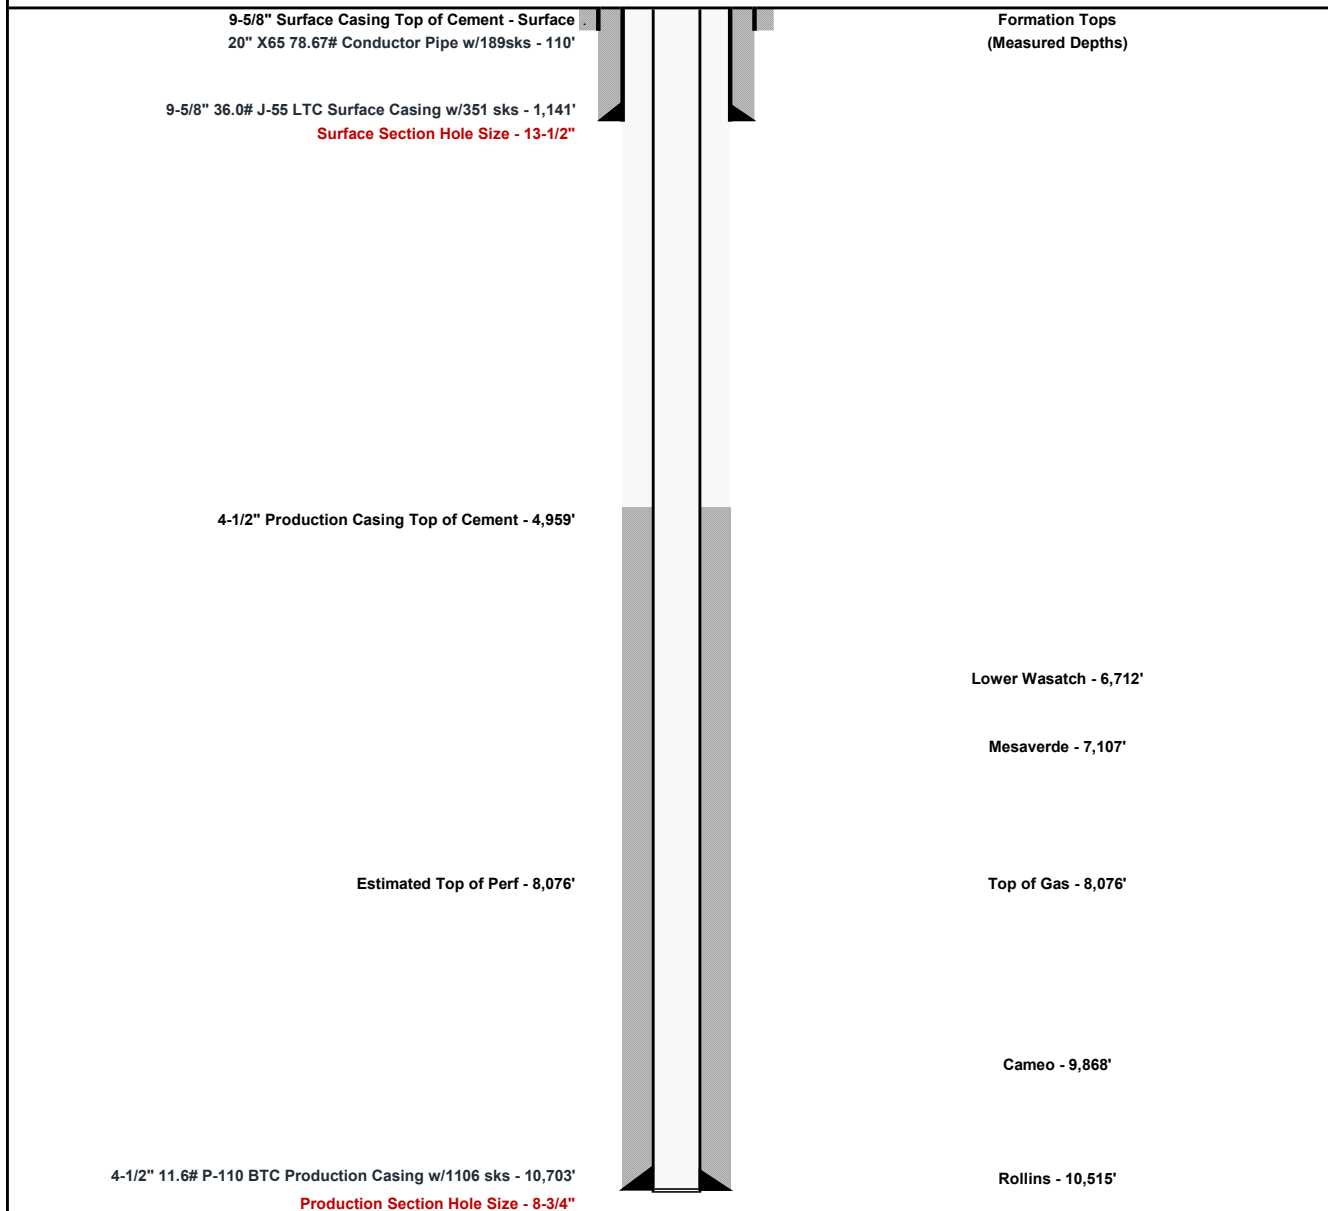 9-5/8" Surface Casing Top of Cement - Surface
20" X65 78.67# Conductor Pipe w/189sks - 110'
9-5/8" 36.0# J-55 LTC Surface Casing w/351 sks - 1,141'
Surface Section Hole Size - 13-1/2"
4-1/2" Production Casing Top of Cement - 4,959'
Estimated Top of Perf - 8,076'
4-1/2" 11.6# P-110 BTC Production Casing w/1106 sks - 10,703'
Production Section Hole Size - 8-3/4"
Formation Tops
(Measured Depths)
Lower Wasatch - 6,712'
Mesaverde - 7,107'
Top of Gas - 8,076'
Cameo - 9,868'
Rollins - 10,515'